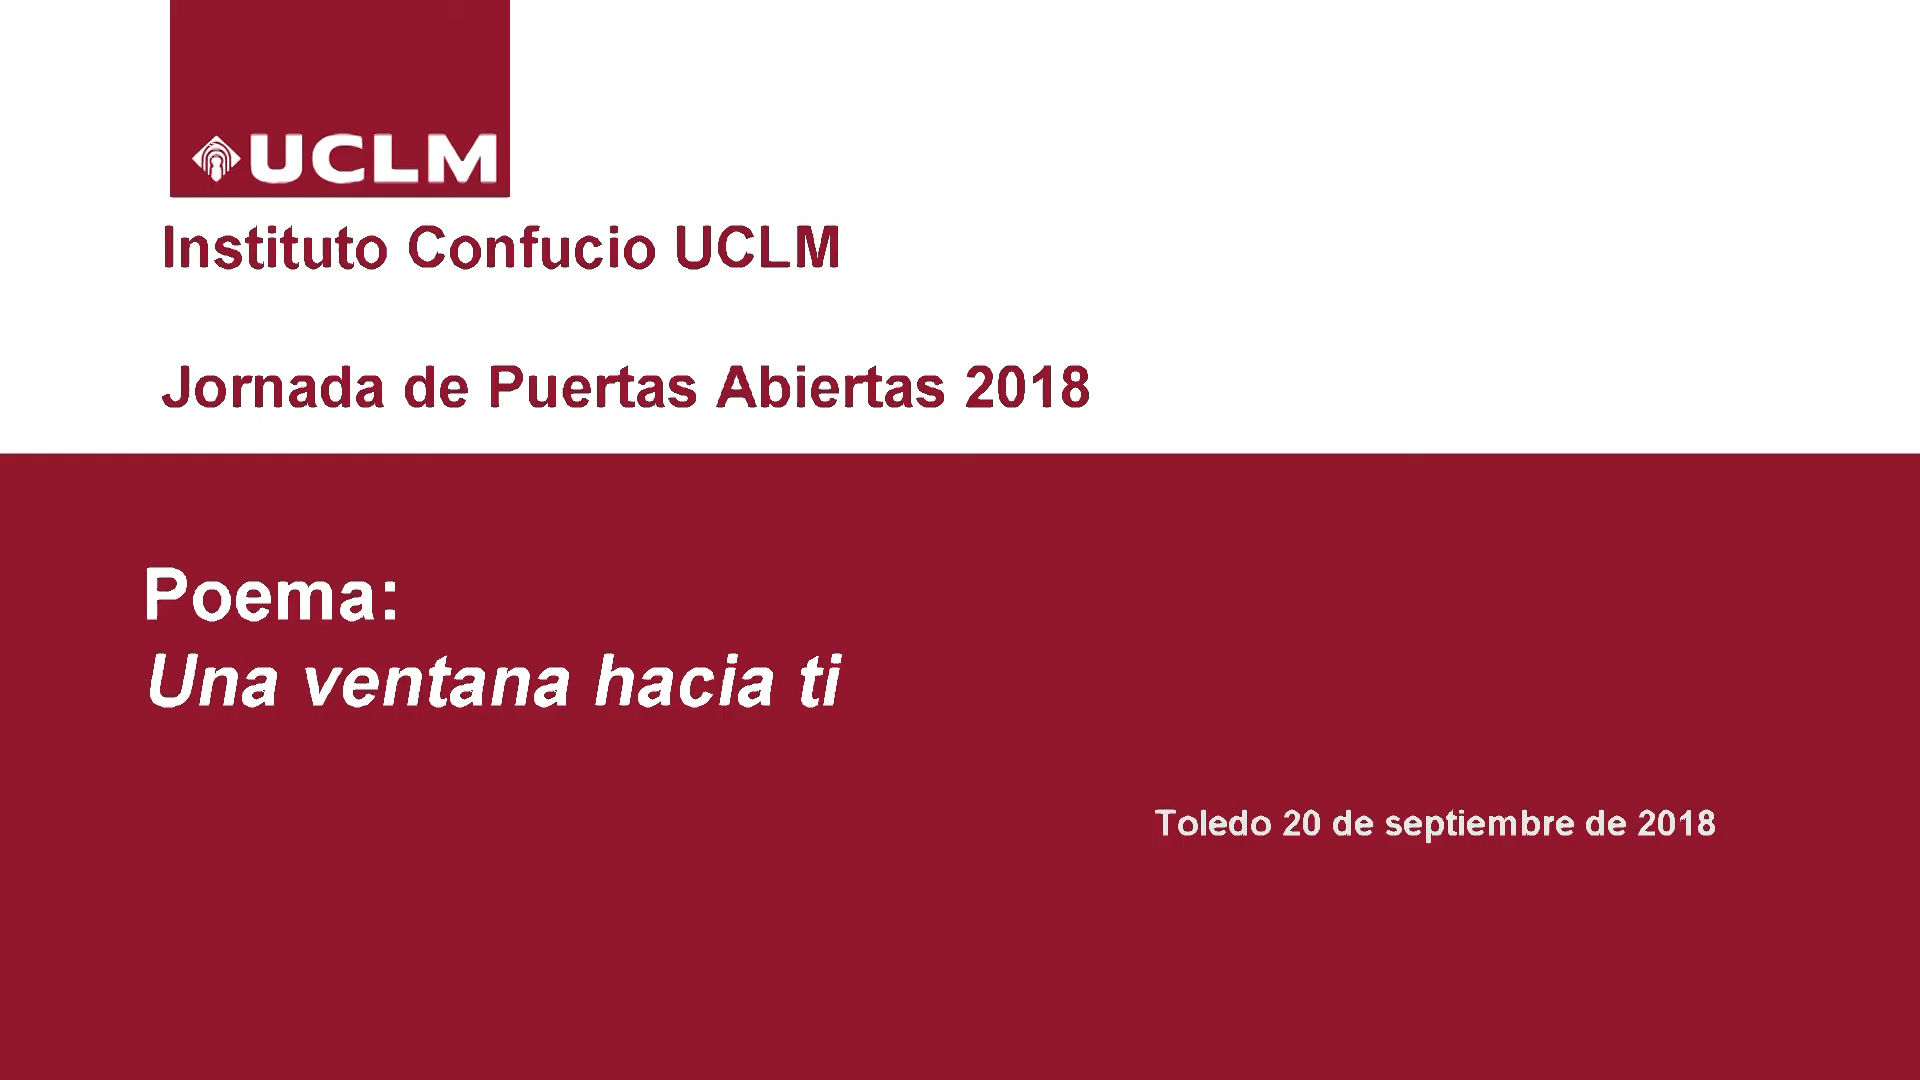 UCLM
Instituto Confucio UCLM
Jornada de Puertas Abiertas 2018
Poema:
Una ventana hacia ti
Toledo 20 de septiembre de 2018